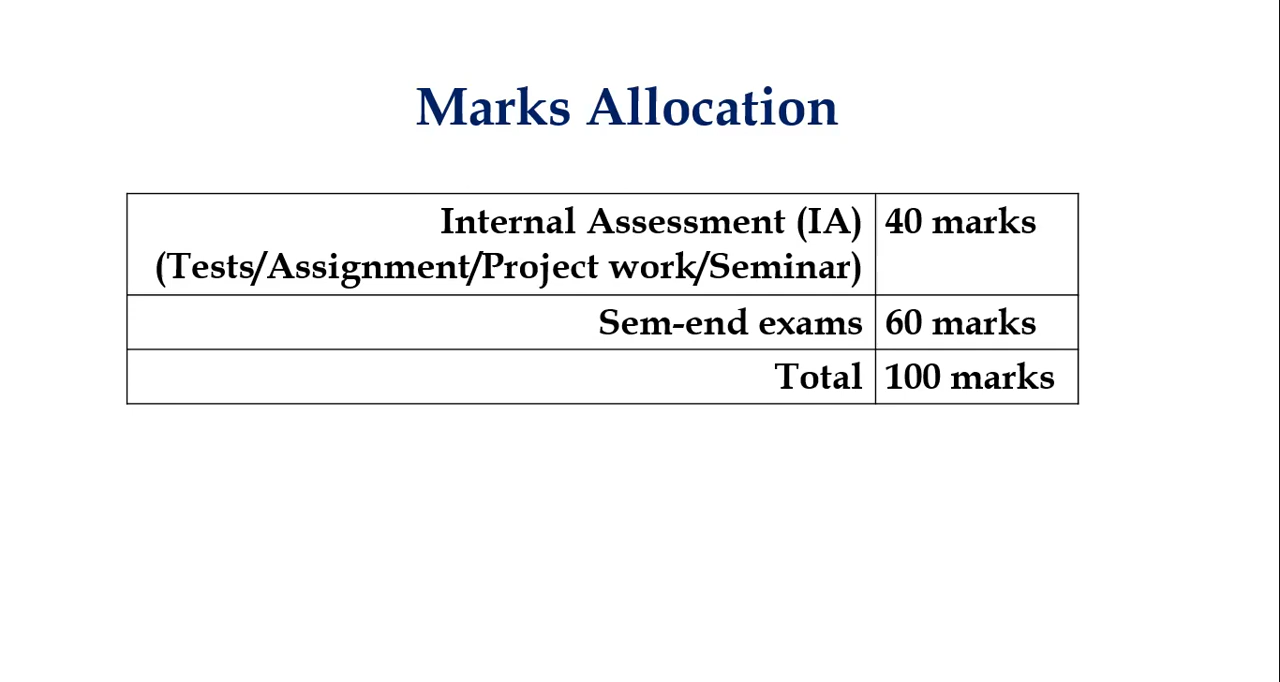 Marks Allocation
Internal Assessment (IA) 40 marks
(Tests/Assignment/Project work/Seminar)
Sem-end exams 60 marks
Total 100 marks